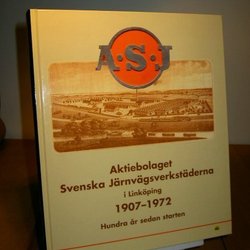 A·S·J
Aktiebolaget
Svenska Järnvägsverkstäderna
i Linköping
1907–1972
Hundra år sedan starten